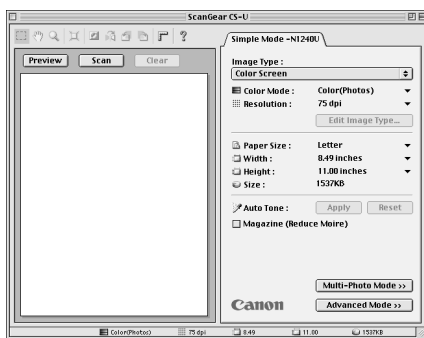 ScanGear CS-U
?
Simple Mode -N1240U
Preview Scan Clear
Image Type :
Color Screen
Color Mode : Color(Photos)
Resolution : 75 dpi
Edit Image Type...
Paper Size : Letter
Width : 8.49 inches
Height : 11.00 inches
Size : 1537KB
Auto Tone : Apply Reset
Magazine (Reduce Moire)
Multi-Photo Mode >>
Canon Advanced Mode >>
Color(Photos) 75 dpi 8.49 11.00 1537KB